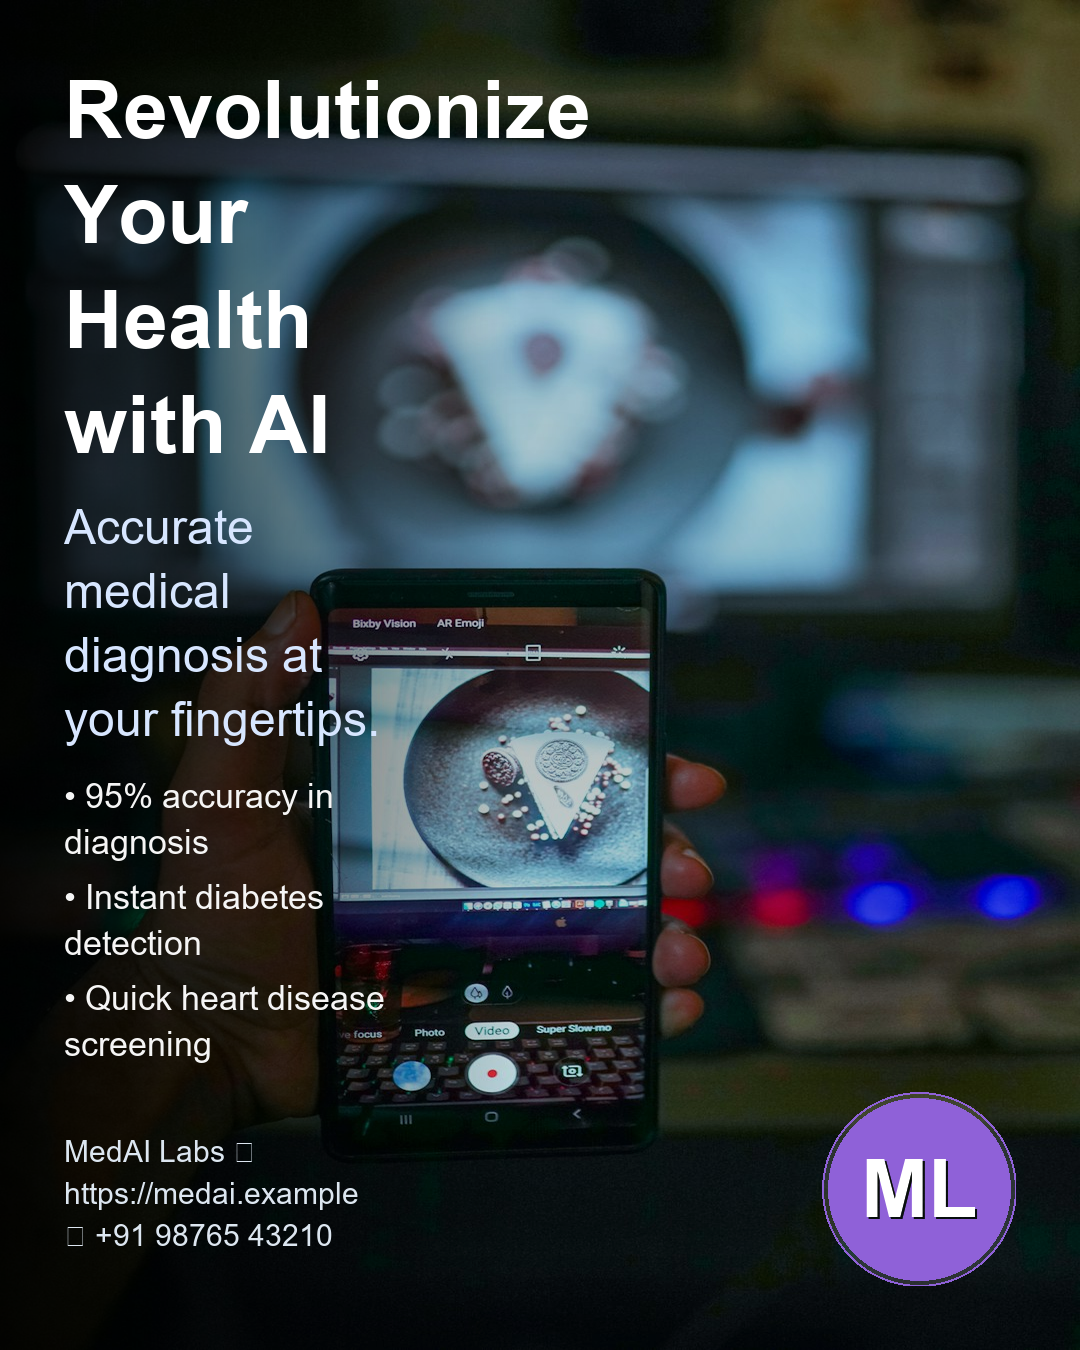 Revolutionize
Your
Health
with AI
Accurate
medical
diagnosis at
your fingertips.
• 95% accuracy in
diagnosis
• Instant diabetes
detection
• Quick heart disease
screening
Bixby Vision AR Emoji
ve focus Photo Video Super Slow-mo
MedAI Labs
https://medai.example
+91 98765 43210
ML